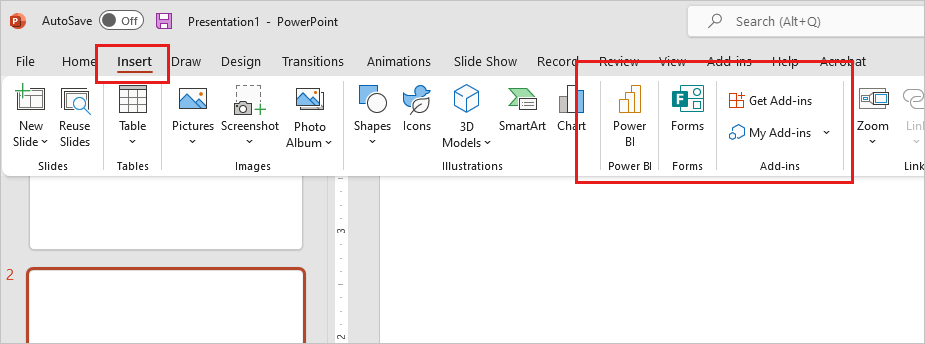 AutoSave Off Presentation1 - PowerPoint Search (Alt+Q)
File Home Insert Draw Design Transitions Animations Slide Show Record Review View Add-ins Help Acrobat
New Slide
Reuse Slides
Table
Pictures
Screenshot
Photo Album
Shapes
Icons
3D Models
SmartArt
Chart
Power BI
Forms
Get Add-ins
My Add-ins
Zoom
Link
Slides Tables Images Illustrations Power BI Forms Add-ins Link
3
2
2